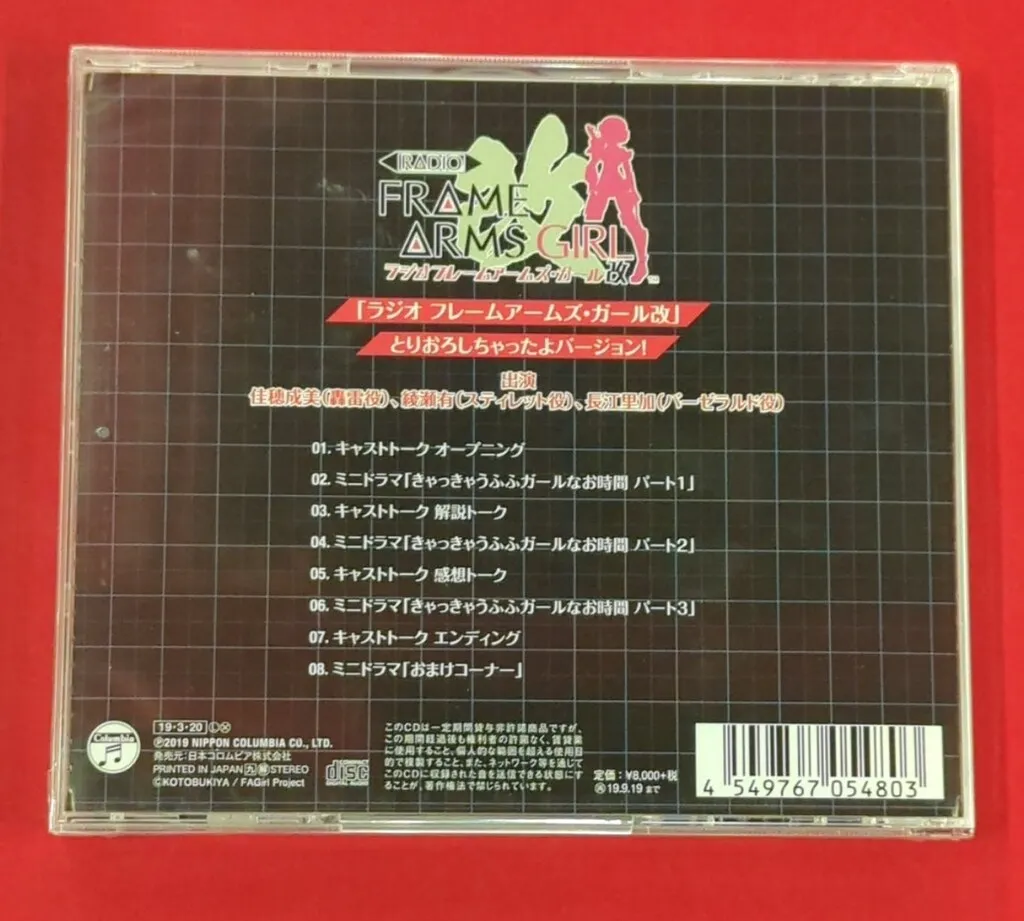 RADIO
FRAME
ARMS GIRL
改
ラジオ フレームアームズ・ガール改
™
「ラジオ フレームアームズ・ガール改」
とりおろしちゃったよバージョン!
出演
佳穂成美(轟雷役)、綾瀬有(スティレット役)、長江里加(バーゼラルド役)
01. キャストトーク オープニング
02. ミニドラマ「きゃっきゃうふふガールなお時間 パート1」
03. キャストトーク 解説トーク
04. ミニドラマ「きゃっきゃうふふガールなお時間 パート2」
05. キャストトーク 感想トーク
06. ミニドラマ「きゃっきゃうふふガールなお時間 パート3」
07. キャストトーク エンディング
08. ミニドラマ「おまけコーナー」
Columbia
19・3・20 Ⓛ
Ⓟ2019 NIPPON COLUMBIA CO., LTD.
発売元:日本コロムビア株式会社
PRINTED IN JAPAN STEREO
©KOTOBUKIYA / FAGirl Project
COMPACT disc DIGITAL AUDIO
このCDは一定期間貸与非許諾商品ですが、
この期間経過後も権利者の許諾なく、賃貸業
に使用すること、個人的な範囲を超える使用目
的で複製すること、また、ネットワーク等を通じて
このCDに収録された曲を送信できる状態にす
ることが、著作権法で禁じられています。
定価:¥8,000+税
19.9.19 まで
4 549767 054803